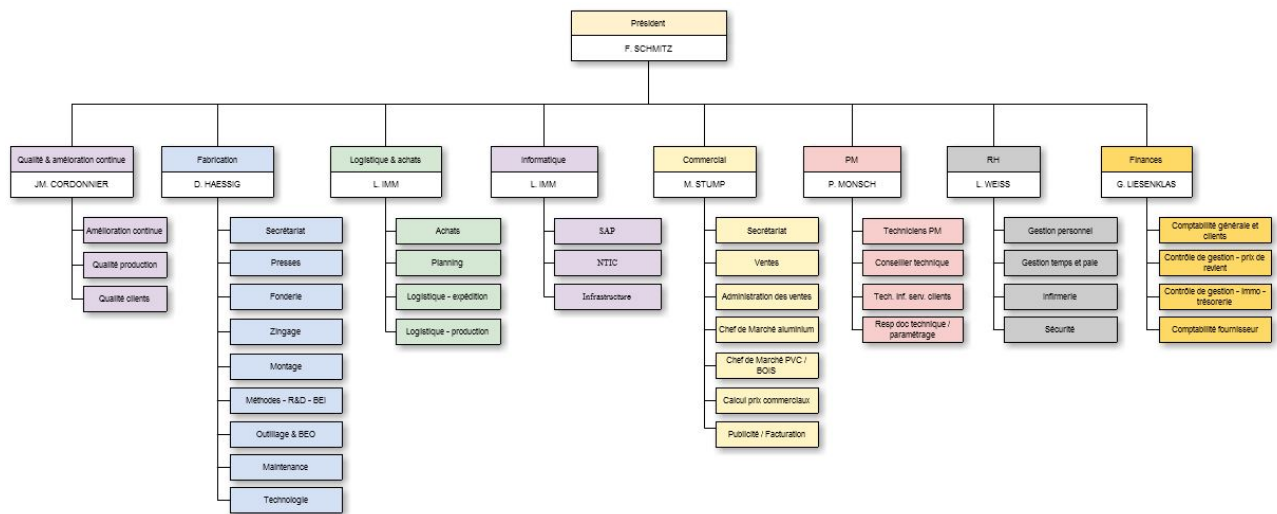 Président
F. SCHMITZ
Qualité & amélioration continue
JM. CORDONNIER
Amélioration continue
Qualité production
Qualité clients
Fabrication
D. HAESSIG
Secrétariat
Presses
Fonderie
Zingage
Montage
Méthodes - R&D - BEI
Outillage & BEO
Maintenance
Technologie
Logistique & achats
L. IMM
Achats
Planning
Logistique - expédition
Logistique - production
Informatique
L. IMM
SAP
NTIC
Infrastructure
Commercial
M. STUMP
Secrétariat
Ventes
Administration des ventes
Chef de Marché aluminium
Chef de Marché PVC /
BOIS
Calcul prix commerciaux
Publicité / Facturation
PM
P. MONSCH
Techniciens PM
Conseiller technique
Tech. inf. serv. clients
Resp doc technique /
paramétrage
RH
L. WEISS
Gestion personnel
Gestion temps et paie
Infirmerie
Sécurité
Finances
G. LIESENKLAS
Comptabilité générale et
clients
Contrôle de gestion - prix de
revient
Contrôle de gestion - immo -
trésorerie
Comptabilité fournisseur